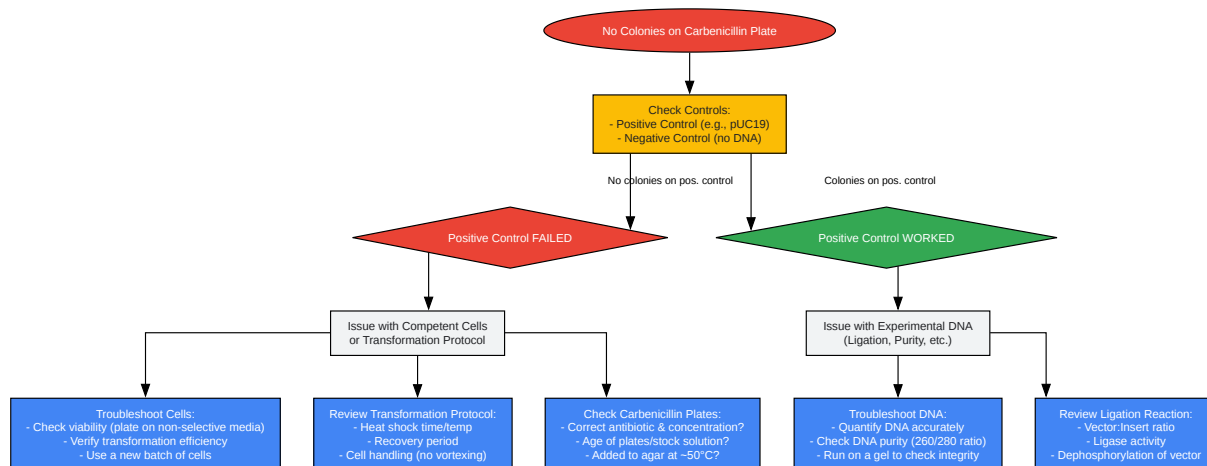 No Colonies on Carbenicillin Plate
Check Controls:
- Positive Control (e.g., pUC19)
- Negative Control (no DNA)
No colonies on pos. control
Colonies on pos. control
Positive Control FAILED
Positive Control WORKED
Issue with Competent Cells
or Transformation Protocol
Issue with Experimental DNA
(Ligation, Purity, etc.)
Troubleshoot Cells:
- Check viability (plate on non-selective media)
- Verify transformation efficiency
- Use a new batch of cells
Review Transformation Protocol:
- Heat shock time/temp
- Recovery period
- Cell handling (no vortexing)
Check Carbenicillin Plates:
- Correct antibiotic & concentration?
- Age of plates/stock solution?
- Added to agar at ~50°C?
Troubleshoot DNA:
- Quantify DNA accurately
- Check DNA purity (260/280 ratio)
- Run on a gel to check integrity
Review Ligation Reaction:
- Vector:Insert ratio
- Ligase activity
- Dephosphorylation of vector